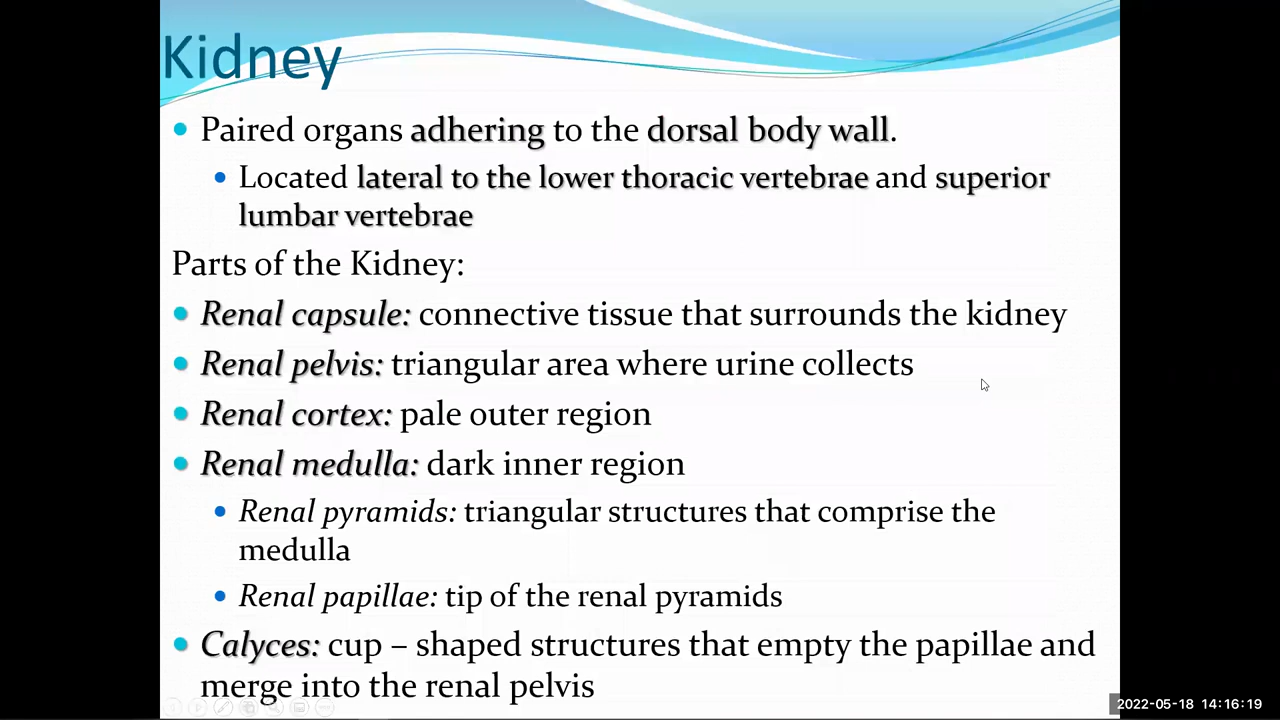 Kidney
Paired organs adhering to the dorsal body wall.
Located lateral to the lower thoracic vertebrae and superior
lumbar vertebrae
Parts of the Kidney:
Renal capsule: connective tissue that surrounds the kidney
Renal pelvis: triangular area where urine collects
Renal cortex: pale outer region
Renal medulla: dark inner region
Renal pyramids: triangular structures that comprise the
medulla
Renal papillae: tip of the renal pyramids
Calyces: cup – shaped structures that empty the papillae and
merge into the renal pelvis
2022-05-18 14:16:19